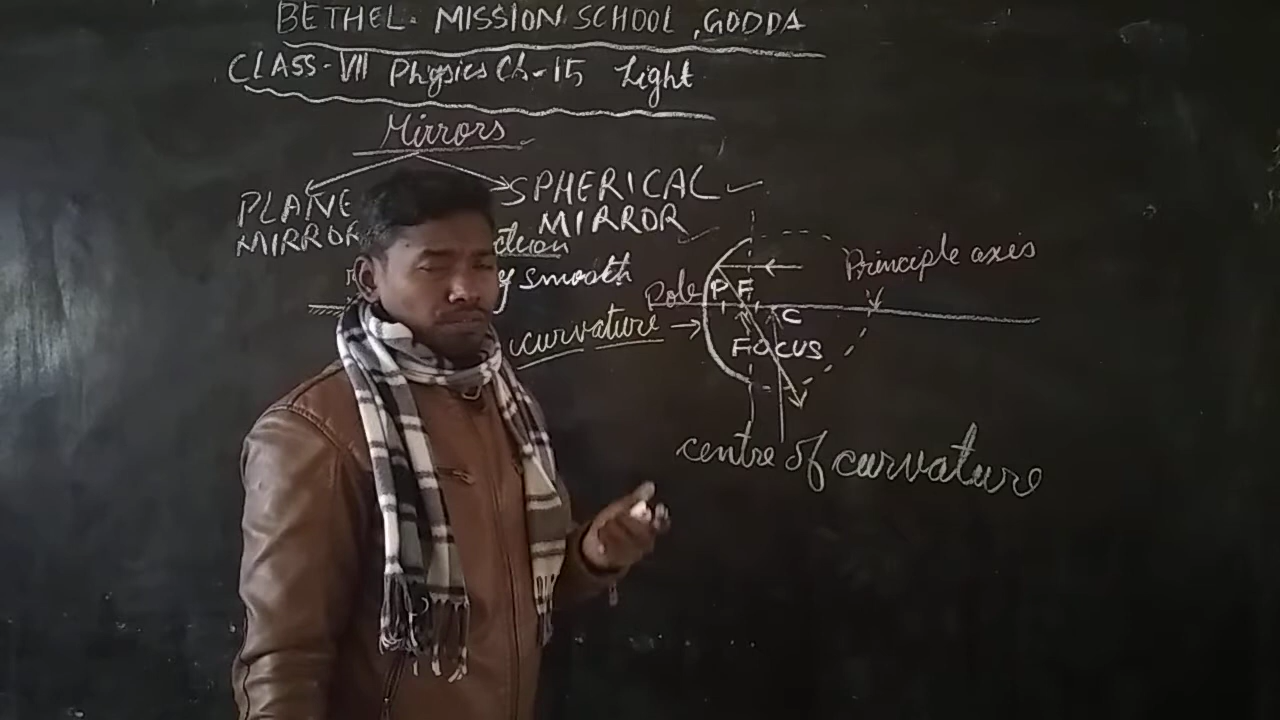 BETHEL. MISSION SCHOOL, GODDA
CLASS-VII Physics Ch-15 Light
Mirrors
PLANE
MIRROR
SPHERICAL
MIRROR
smooth
curvature
Pole
P
F
C
FOCUS
Principle axis
centre of curvature